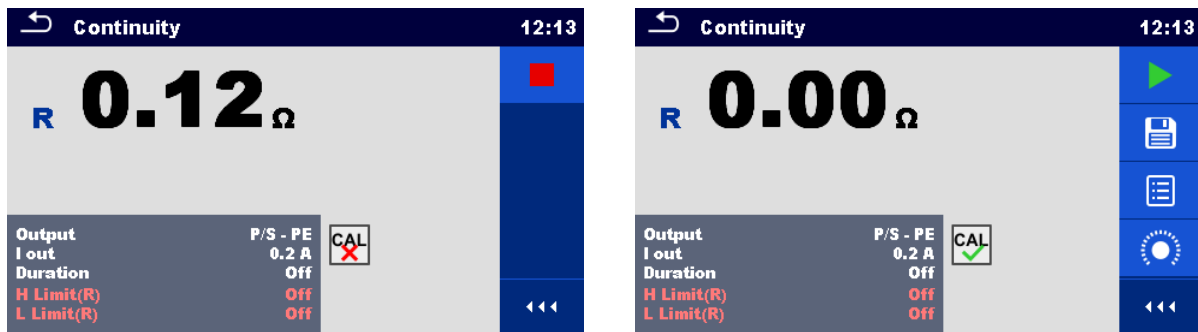 Continuity 12:13
R 0.12 Ω
Output P/S - PE
I out 0.2 A
Duration Off
H Limit(R) Off
L Limit(R) Off
CAL
Continuity 12:13
R 0.00 Ω
Output P/S - PE
I out 0.2 A
Duration Off
H Limit(R) Off
L Limit(R) Off
CAL